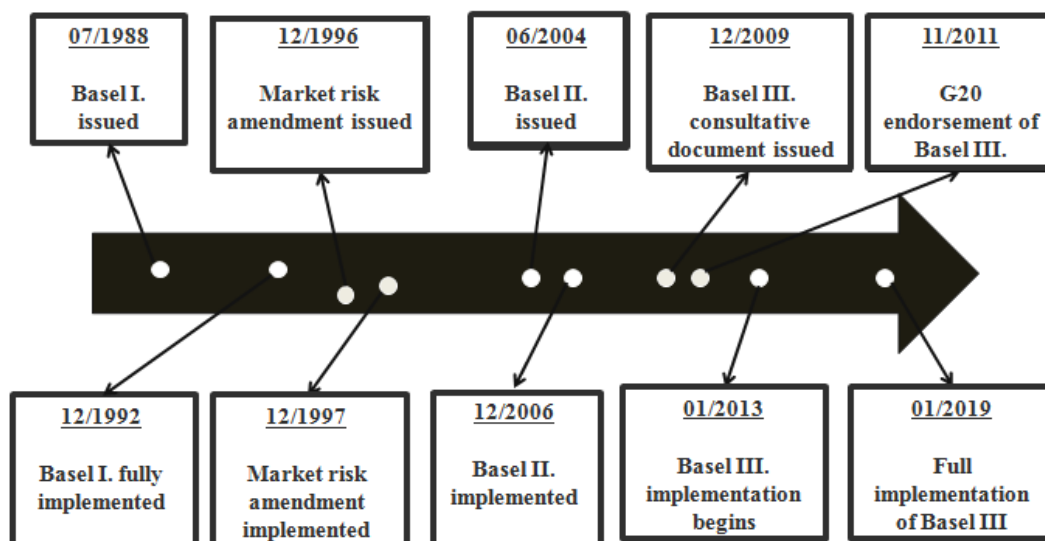 07/1988
Basel I.
issued
12/1996
Market risk
amendment issued
06/2004
Basel II.
issued
12/2009
Basel III.
consultative
document issued
11/2011
G20
endorsement of
Basel III.
12/1992
Basel I. fully
implemented
12/1997
Market risk
amendment
implemented
12/2006
Basel II.
implemented
01/2013
Basel III.
implementation
begins
01/2019
Full
implementation
of Basel III